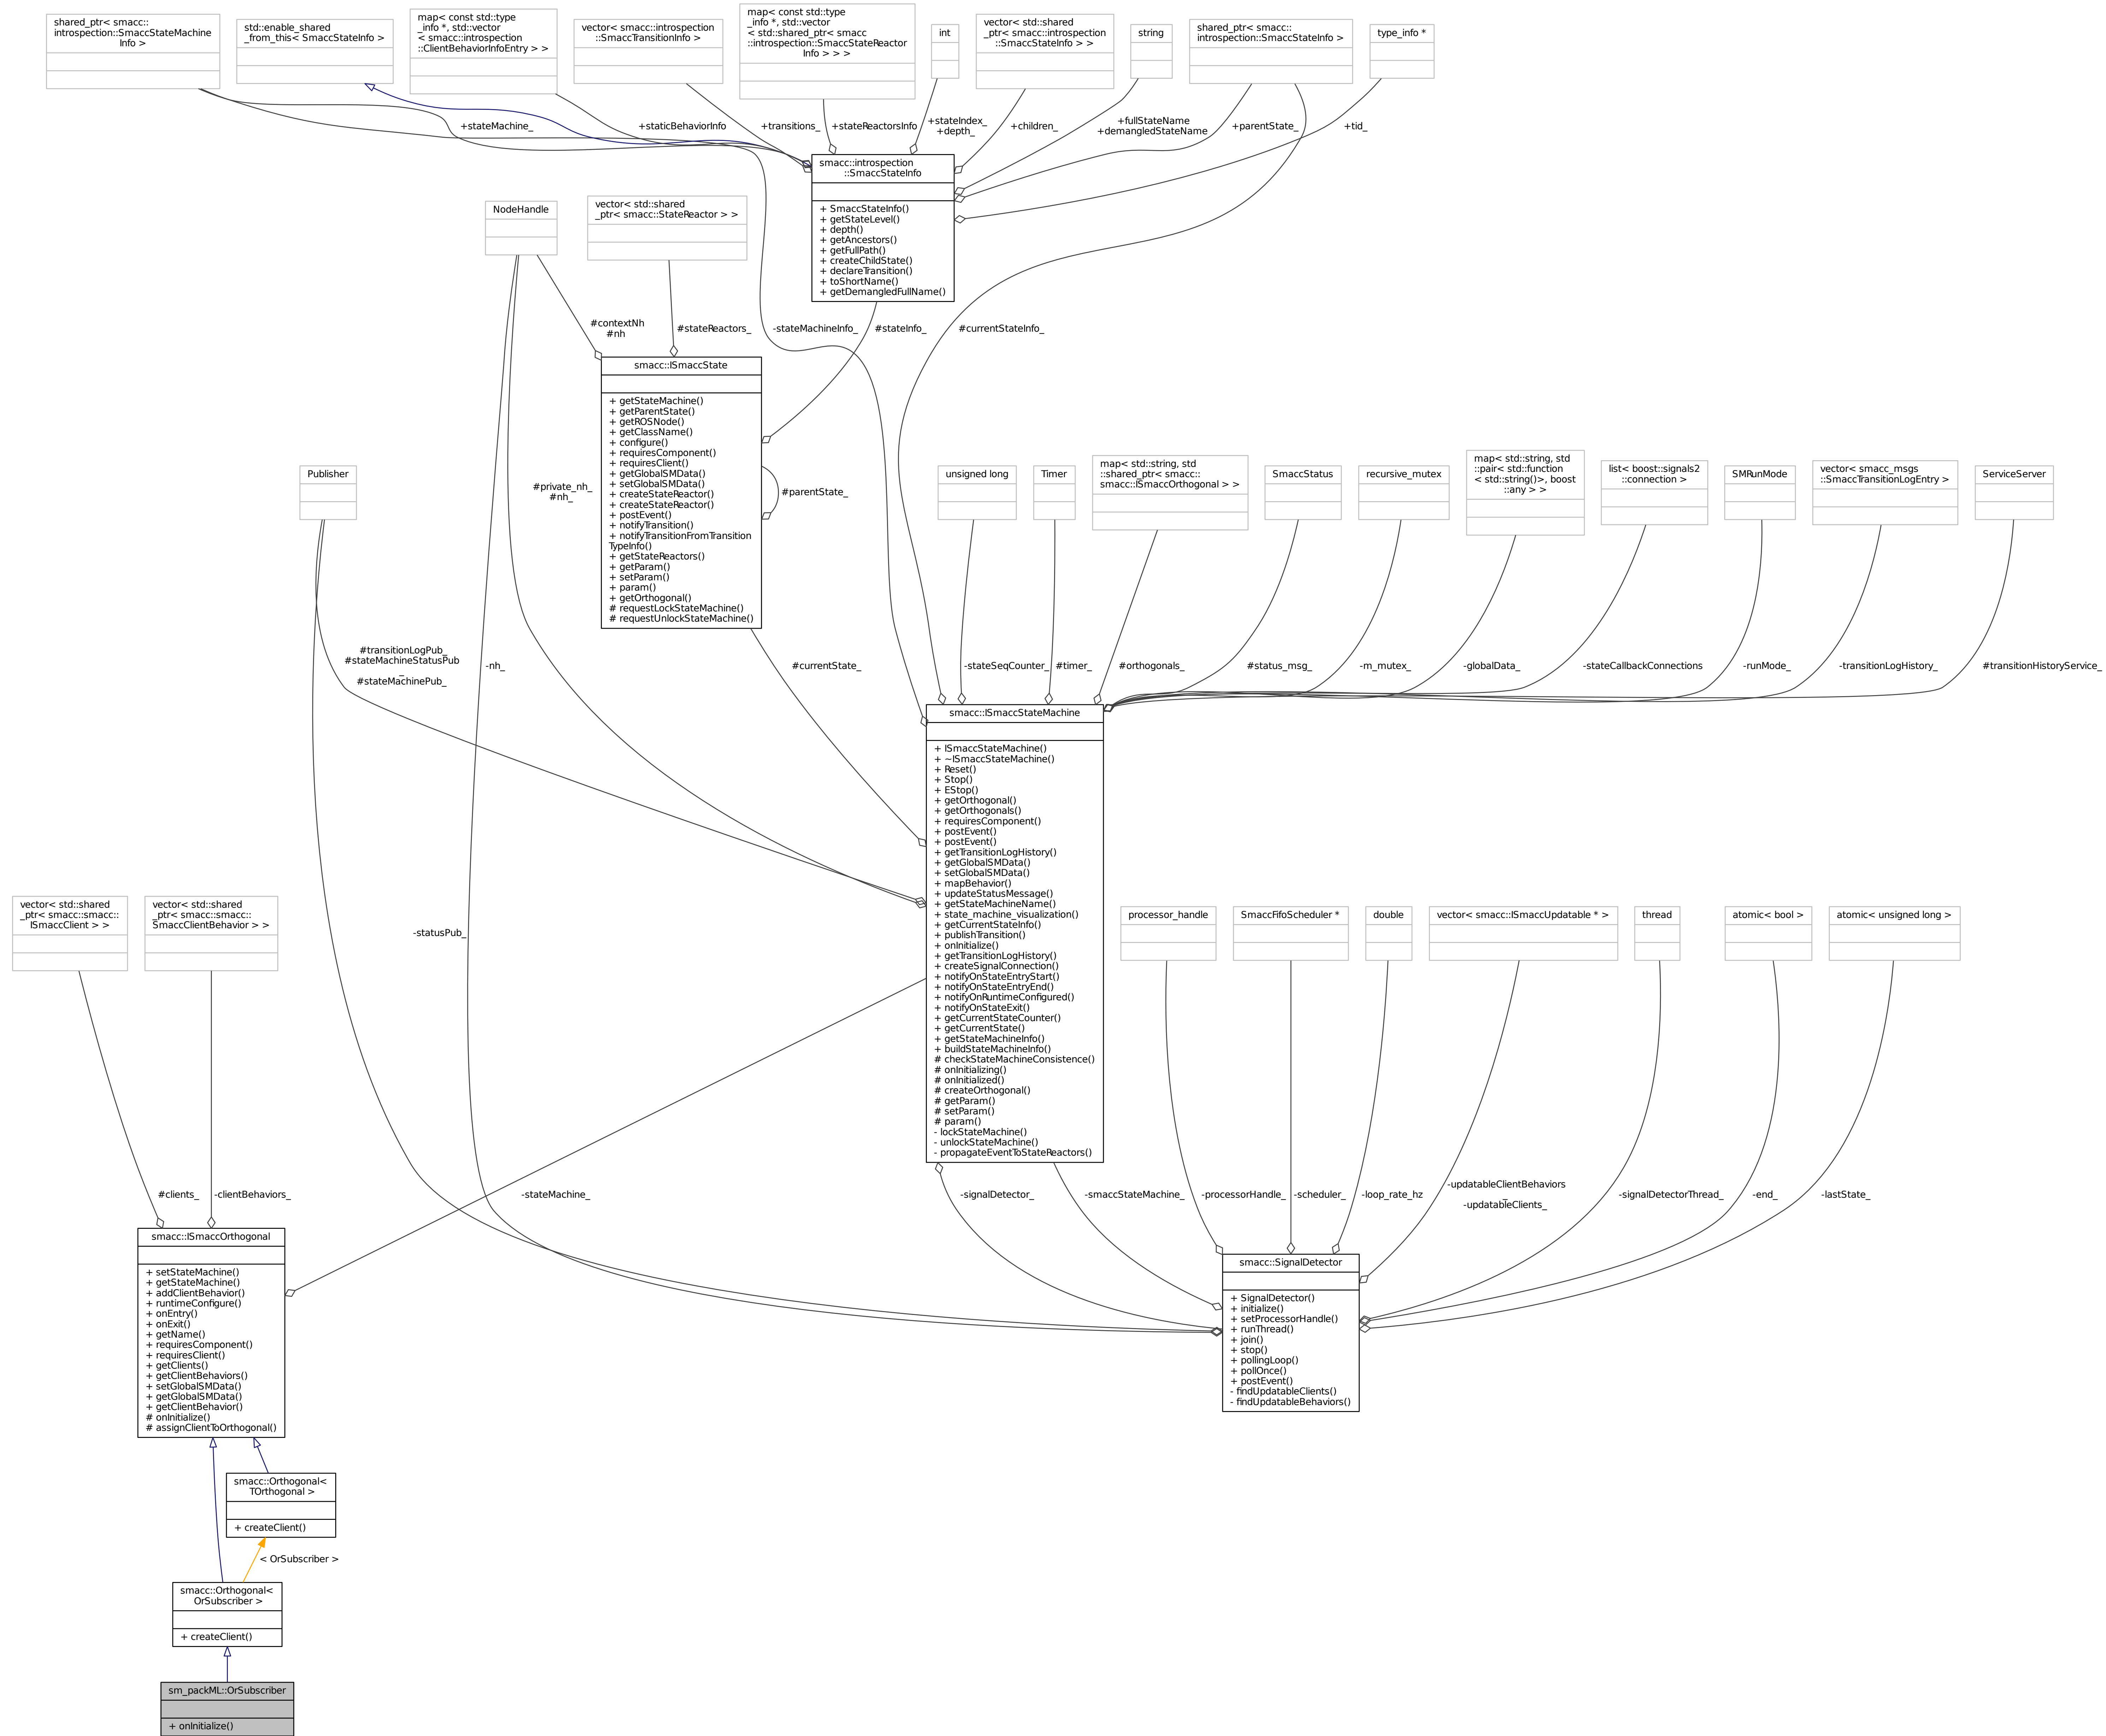 shared_ptr< smacc::
introspection::SmaccStateMachine
Info >
std::enable_shared
_from_this< SmaccStateInfo >
map< const std::type
_info *, std::vector
< smacc::introspection
::ClientBehaviorInfoEntry > >
vector< smacc::introspection
::SmaccTransitionInfo >
map< const std::type
_info *, std::vector
< std::shared_ptr< smacc
::introspection::SmaccStateReactor
Info > > >
int
vector< std::shared
_ptr< smacc::introspection
::SmaccStateInfo > >
string
shared_ptr< smacc::
introspection::SmaccStateInfo >
type_info *
+stateMachine_
+staticBehaviorInfo
+transitions_
+stateReactorsInfo
+stateIndex_
+depth_
+children_
+fullStateName
+demangledStateName
+parentState_
+tid_
smacc::introspection
::SmaccStateInfo
+ SmaccStateInfo()
+ getStateLevel()
+ depth()
+ getAncestors()
+ getFullPath()
+ createChildState()
+ declareTransition()
+ toShortName()
+ getDemangledFullName()
NodeHandle
vector< std::shared
_ptr< smacc::StateReactor > >
#contextNh
#nh
#stateReactors_
-stateMachineInfo_
#stateInfo_
#currentStateInfo_
smacc::ISmaccState
+ getStateMachine()
+ getParentState()
+ getROSNode()
+ getClassName()
+ configure()
+ requiresComponent()
+ requiresClient()
+ getGlobalSMData()
+ setGlobalSMData()
+ createStateReactor()
+ createStateReactor()
+ postEvent()
+ notifyTransition()
+ notifyTransitionFromTransition
TypeInfo()
+ getStateReactors()
+ getParam()
+ setParam()
+ param()
+ getOrthogonal()
# requestLockStateMachine()
# requestUnlockStateMachine()
#parentState_
Publisher
#private_nh_
#nh_
unsigned long
Timer
map< std::string, std
::shared_ptr< smacc::
smacc::ISmaccOrthogonal > >
SmaccStatus
recursive_mutex
map< std::string, std
::pair< std::function
< std::string()>, boost
::any > >
list< boost::signals2
::connection >
SMRunMode
vector< smacc_msgs
::SmaccTransitionLogEntry >
ServiceServer
#transitionLogPub_
#stateMachineStatusPub
_
#stateMachinePub_
-nh_
#currentState_
-stateSeqCounter_
#timer_
#orthogonals_
#status_msg_
-m_mutex_
-globalData_
-stateCallbackConnections
-runMode_
-transitionLogHistory_
#transitionHistoryService_
smacc::ISmaccStateMachine
+ ISmaccStateMachine()
+ ~ISmaccStateMachine()
+ Reset()
+ Stop()
+ EStop()
+ getOrthogonal()
+ getOrthogonals()
+ requiresComponent()
+ postEvent()
+ postEvent()
+ getTransitionLogHistory()
+ getGlobalSMData()
+ setGlobalSMData()
+ mapBehavior()
+ updateStatusMessage()
+ getStateMachineName()
+ state_machine_visualization()
+ getCurrentStateInfo()
+ publishTransition()
+ onInitialize()
+ getTransitionLogHistory()
+ createSignalConnection()
+ notifyOnStateEntryStart()
+ notifyOnStateEntryEnd()
+ notifyOnRuntimeConfigured()
+ notifyOnStateExit()
+ getCurrentStateCounter()
+ getCurrentState()
+ getStateMachineInfo()
+ buildStateMachineInfo()
# checkStateMachineConsistence()
# onInitializing()
# onInitialized()
# createOrthogonal()
# getParam()
# setParam()
# param()
- lockStateMachine()
- unlockStateMachine()
- propagateEventToStateReactors()
vector< std::shared
_ptr< smacc::smacc::
ISmaccClient > >
vector< std::shared
_ptr< smacc::smacc::
SmaccClientBehavior > >
-statusPub_
processor_handle
SmaccFifoScheduler *
double
vector< smacc::ISmaccUpdatable * >
thread
atomic< bool >
atomic< unsigned long >
#clients_
-clientBehaviors_
-stateMachine_
-signalDetector_
-smaccStateMachine_
-processorHandle_
-scheduler_
-loop_rate_hz
-updatableClientBehaviors
_
-updatableClients_
-signalDetectorThread_
-end_
-lastState_
smacc::ISmaccOrthogonal
+ setStateMachine()
+ getStateMachine()
+ addClientBehavior()
+ runtimeConfigure()
+ onEntry()
+ onExit()
+ getName()
+ requiresComponent()
+ requiresClient()
+ getClients()
+ getClientBehaviors()
+ setGlobalSMData()
+ getGlobalSMData()
+ getClientBehavior()
# onInitialize()
# assignClientToOrthogonal()
smacc::SignalDetector
+ SignalDetector()
+ initialize()
+ setProcessorHandle()
+ runThread()
+ join()
+ stop()
+ pollingLoop()
+ pollOnce()
+ postEvent()
- findUpdatableClients()
- findUpdatableBehaviors()
smacc::Orthogonal<
TOrthogonal >
+ createClient()
< OrSubscriber >
smacc::Orthogonal<
OrSubscriber >
+ createClient()
sm_packML::OrSubscriber
+ onInitialize()